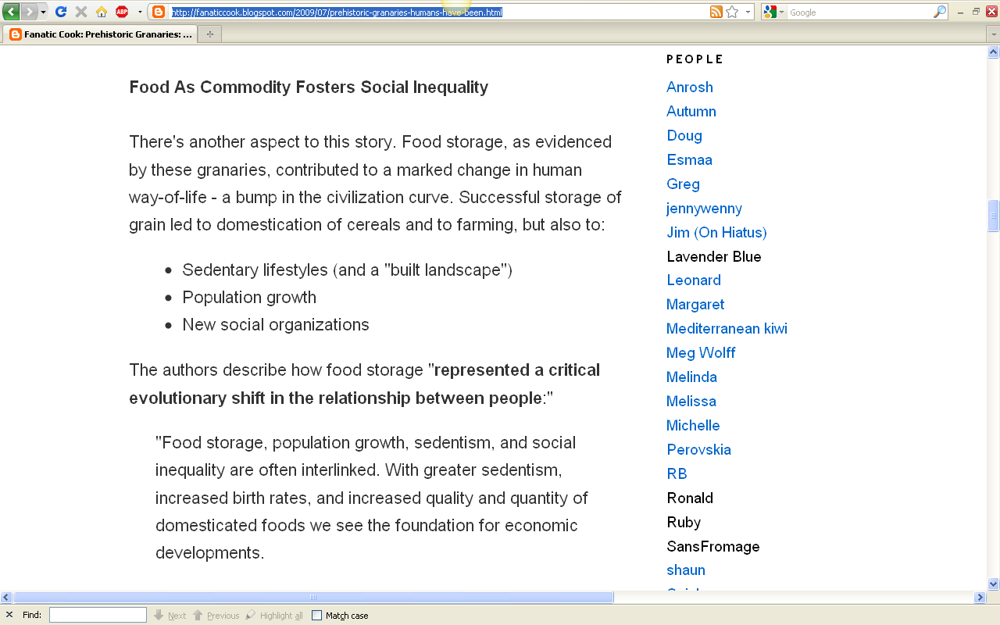 http://fanaticcook.blogspot.com/2009/07/prehistoric-granaries-humans-have-been.html
Google
ABP
Fanatic Cook: Prehistoric Granaries: ...
Food As Commodity Fosters Social Inequality
There's another aspect to this story. Food storage, as evidenced
by these granaries, contributed to a marked change in human
way-of-life - a bump in the civilization curve. Successful storage of
grain led to domestication of cereals and to farming, but also to:
• Sedentary lifestyles (and a "built landscape")
• Population growth
• New social organizations
The authors describe how food storage "represented a critical
evolutionary shift in the relationship between people:"
"Food storage, population growth, sedentism, and social
inequality are often interlinked. With greater sedentism,
increased birth rates, and increased quality and quantity of
domesticated foods we see the foundation for economic
developments.
PEOPLE
Anrosh
Autumn
Doug
Esmaa
Greg
jennywenny
Jim (On Hiatus)
Lavender Blue
Leonard
Margaret
Mediterranean kiwi
Meg Wolff
Melinda
Melissa
Michelle
Perovskia
RB
Ronald
Ruby
SansFromage
shaun
Find: Next Previous Highlight all Match case